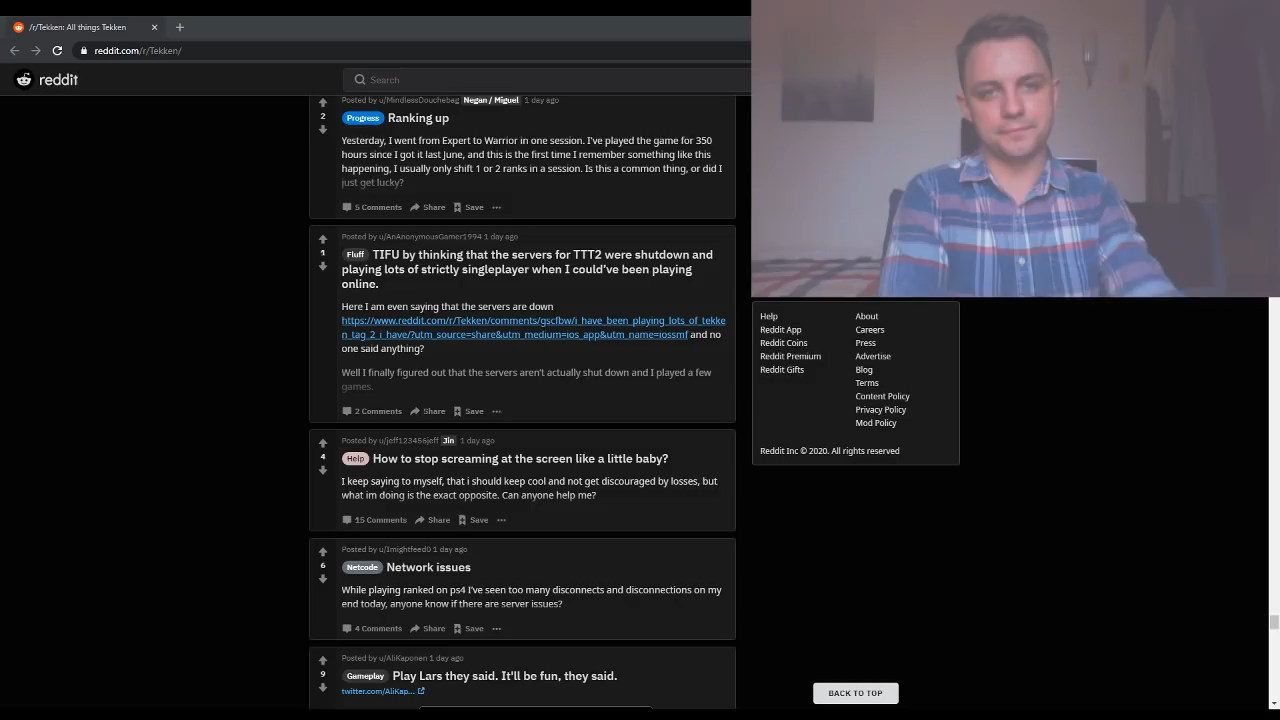 /r/Tekken: All things Tekken
reddit.com/r/Tekken/
reddit
Search
Posted by u/MindlessDouchebag Negan / Miguel 1 day ago
2
Progress Ranking up
Yesterday, I went from Expert to Warrior in one session. I've played the game for 350
hours since I got it last June, and this is the first time I remember something like this
happening, I usually only shift 1 or 2 ranks in a session. Is this a common thing, or did I
just get lucky?
5 Comments Share Save
Posted by u/AnAnonymousGamer1994 1 day ago
1
Fluff TIFU by thinking that the servers for TTT2 were shutdown and
playing lots of strictly singleplayer when I could've been playing
online.
Here I am even saying that the servers are down
https://www.reddit.com/r/Tekken/comments/gscfbw/i_have_been_playing_lots_of_tekke
n_tag_2_i_have/?utm_source=share&utm_medium=ios_app&utm_name=iossmf and no
one said anything?
Well I finally figured out that the servers aren't actually shut down and I played a few
games.
2 Comments Share Save
Posted by u/jeff123456jeff Jin 1 day ago
4
Help How to stop screaming at the screen like a little baby?
I keep saying to myself, that i should keep cool and not get discouraged by losses, but
what im doing is the exact opposite. Can anyone help me?
15 Comments Share Save
Posted by u/Imightfeed0 1 day ago
6
Netcode Network issues
While playing ranked on ps4 I've seen too many disconnects and disconnections on my
end today, anyone know if there are server issues?
4 Comments Share Save
Posted by u/AliKaponen 1 day ago
9
Gameplay Play Lars they said. It'll be fun, they said.
twitter.com/AliKap...
Help About
Reddit App Careers
Reddit Coins Press
Reddit Premium Advertise
Reddit Gifts Blog
Terms
Content Policy
Privacy Policy
Mod Policy
Reddit Inc © 2020. All rights reserved
BACK TO TOP